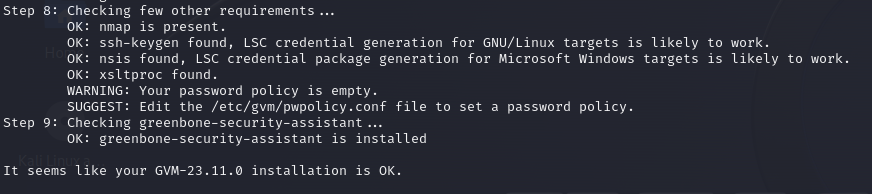 Step 8: Checking few other requirements...
OK: nmap is present.
OK: ssh-keygen found, LSC credential generation for GNU/Linux targets is likely to work.
OK: nsis found, LSC credential package generation for Microsoft Windows targets is likely to work.
OK: xsltproc found.
WARNING: Your password policy is empty.
SUGGEST: Edit the /etc/gvm/pwpolicy.conf file to set a password policy.
Step 9: Checking greenbone-security-assistant...
OK: greenbone-security-assistant is installed
It seems like your GVM-23.11.0 installation is OK.